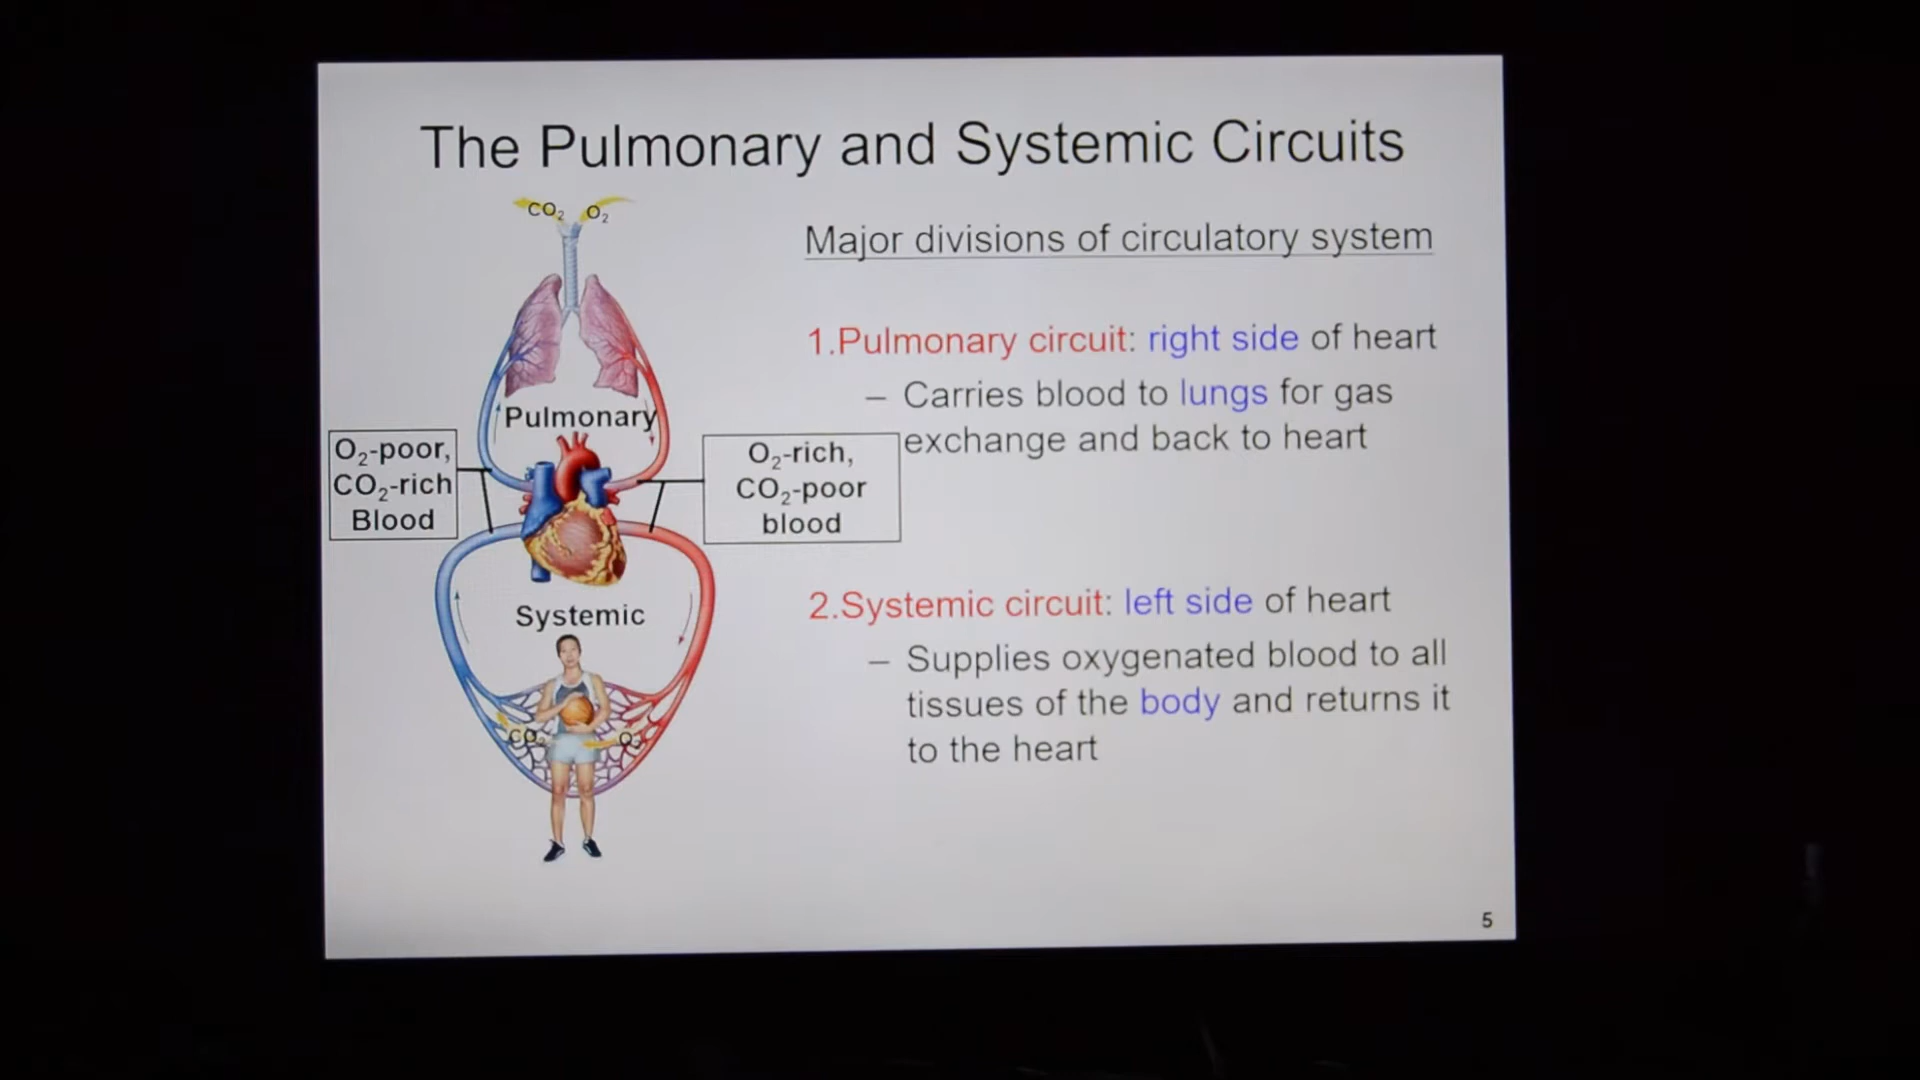 The Pulmonary and Systemic Circuits
CO₂ O₂
Pulmonary
O₂-poor,
CO₂-rich
Blood
O₂-rich,
CO₂-poor
blood
Systemic
CO₂ O₂
Major divisions of circulatory system
1.Pulmonary circuit: right side of heart
– Carries blood to lungs for gas
exchange and back to heart
2.Systemic circuit: left side of heart
– Supplies oxygenated blood to all
tissues of the body and returns it
to the heart
5